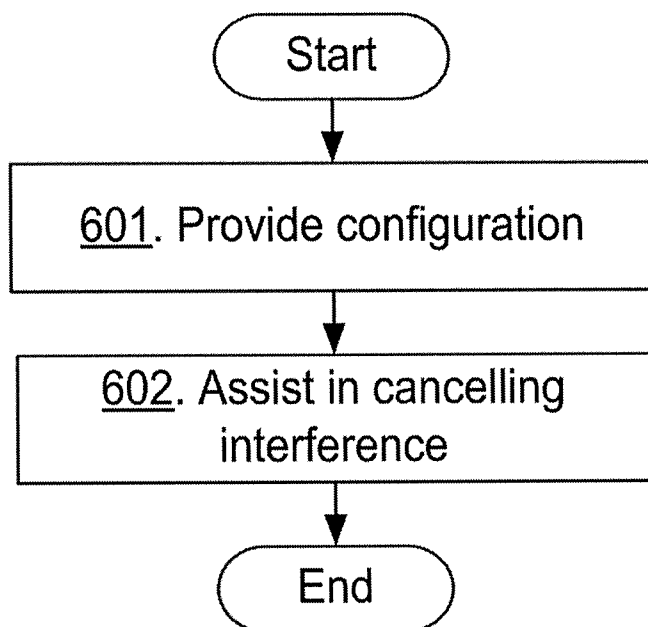 Start
601. Provide configuration
602. Assist in cancelling
interference
End